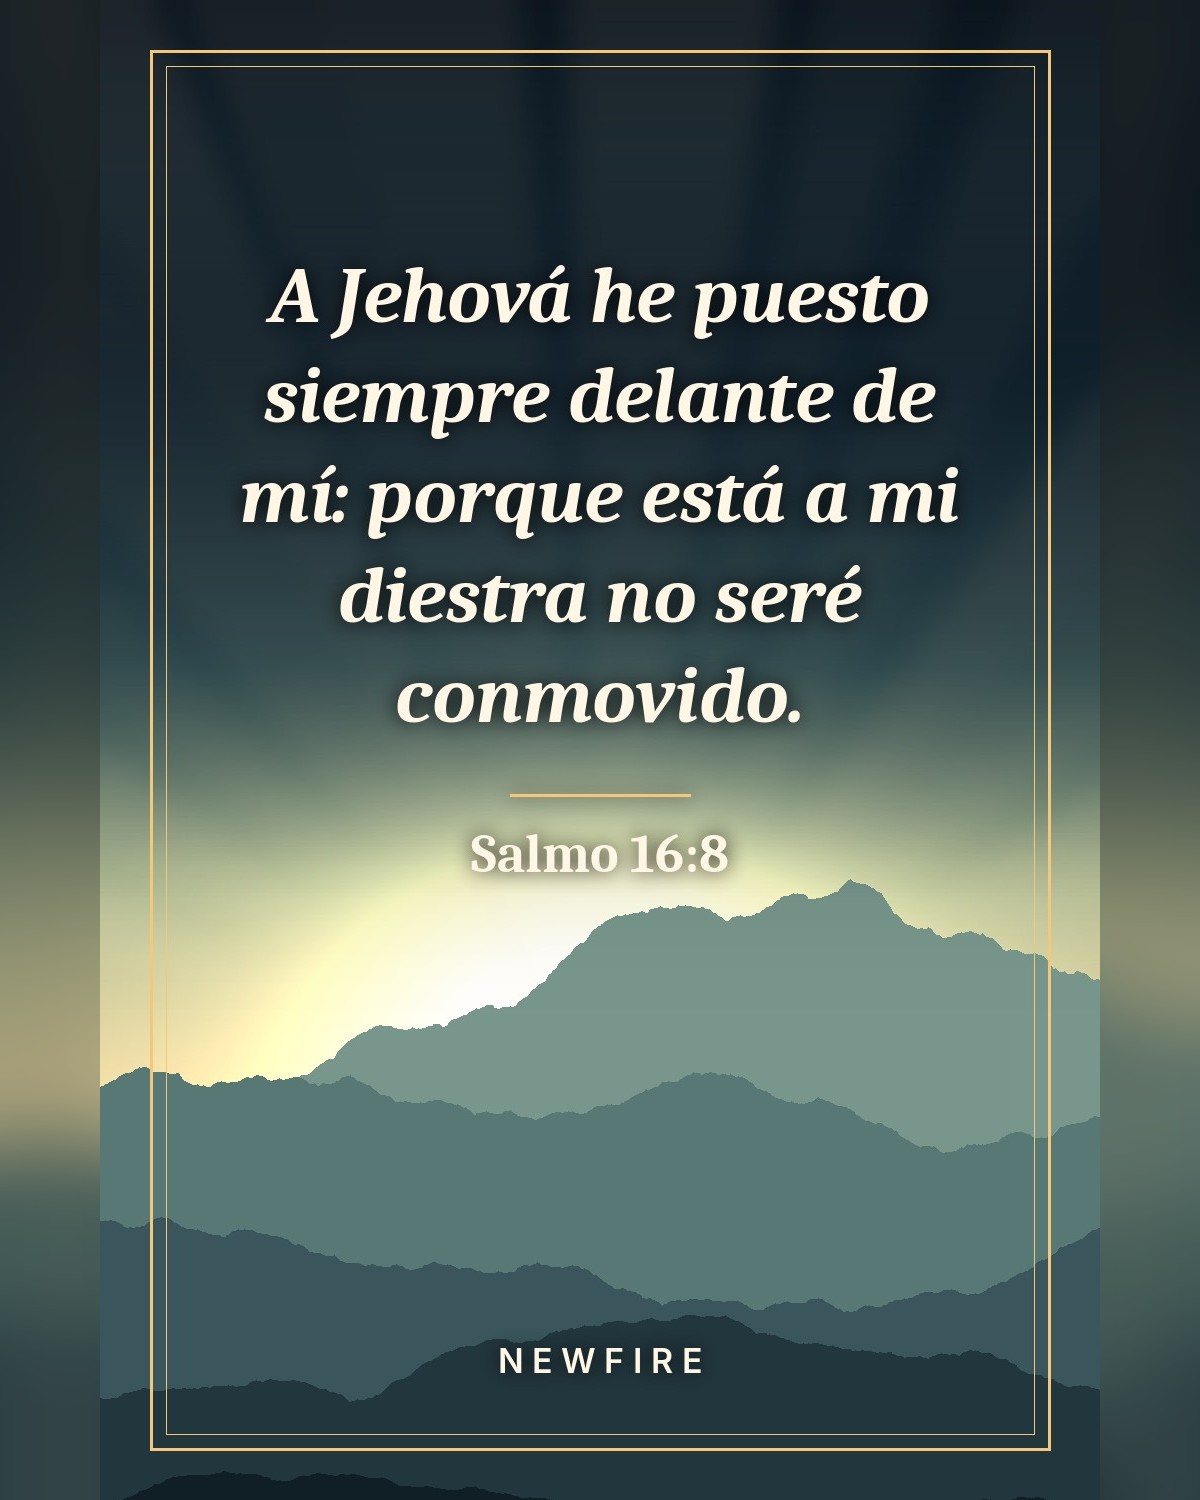 A Jehová he puesto
siempre delante de
mí: porque está a mi
diestra no seré
conmovido.
Salmo 16:8
NEWFIRE